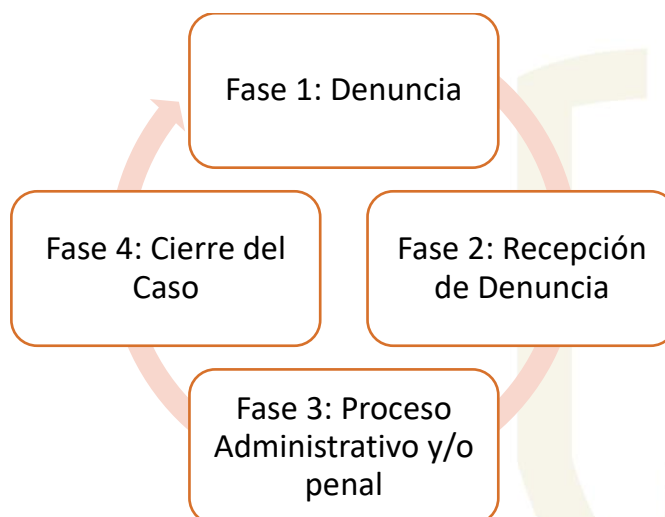 Fase 1: Denuncia
Fase 2: Recepción
de Denuncia
Fase 3: Proceso
Administrativo y/o
penal
Fase 4: Cierre del
Caso